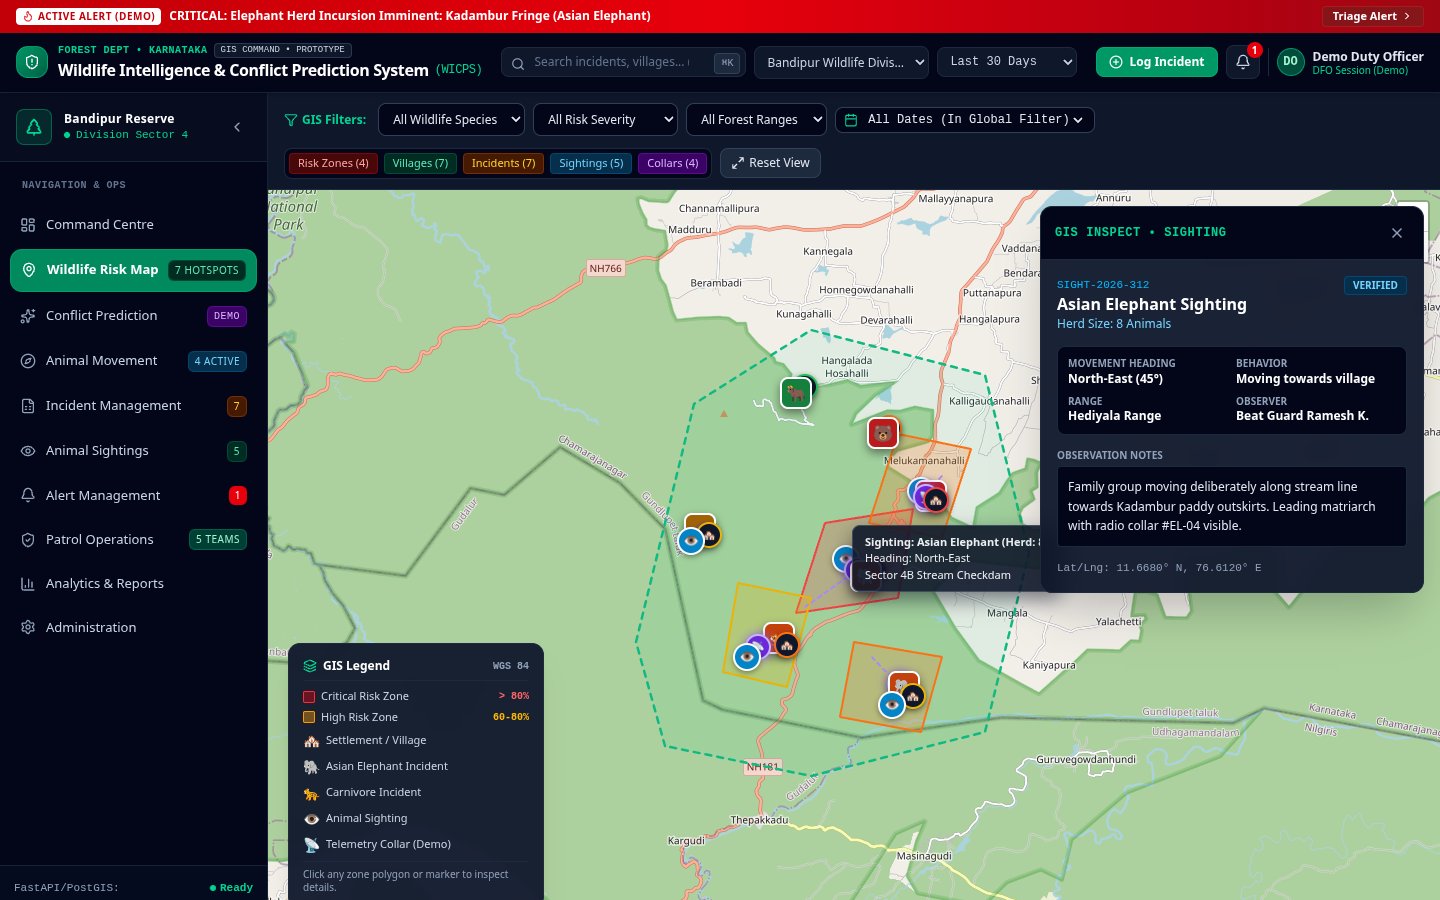 ACTIVE ALERT (DEMO) CRITICAL: Elephant Herd Incursion Imminent: Kadambur Fringe (Asian Elephant) Triage Alert
FOREST DEPT • KARNATAKA GIS COMMAND • PROTOTYPE
Wildlife Intelligence & Conflict Prediction System (WICPS)
Search incidents, villages... ⌘K
Bandipur Wildlife Divis...
Last 30 Days
Log Incident
1
DO
Demo Duty Officer
DFO Session (Demo)
Bandipur Reserve
Division Sector 4
NAVIGATION & OPS
Command Centre
Wildlife Risk Map 7 HOTSPOTS
Conflict Prediction DEMO
Animal Movement 4 ACTIVE
Incident Management 7
Animal Sightings 5
Alert Management 1
Patrol Operations 5 TEAMS
Analytics & Reports
Administration
FastAPI/PostGIS: Ready
GIS Filters: All Wildlife Species All Risk Severity All Forest Ranges All Dates (In Global Filter)
Risk Zones (4) Villages (7) Incidents (7) Sightings (5) Collars (4) Reset View
National
Park
Channamallipura
Mallayyanapura
Annuru
Madduru
Kannegala
NH766
Berambadi
Honnegowdanahalli
Puttanapura
Kunagahalli
Devarahalli
Hangalapura
Hangalada
Hosahalli
Kalligaudanahalli
Melukamanahalli
Chamarajanagar
Gudalur
Mangala
Yalachetti
Kaniyapura
Gundlupet taluk
Karnataka
Udhagamandalam
Nilgiris
NH181
Guruvegowdanhundi
Thepakkadu
Kargudi
Masinagudi
Sighting: Asian Elephant (Herd:
Heading: North-East
Sector 4B Stream Checkdam
GIS Legend WGS 84
Critical Risk Zone > 80%
High Risk Zone 60-80%
Settlement / Village
Asian Elephant Incident
Carnivore Incident
Animal Sighting
Telemetry Collar (Demo)
Click any zone polygon or marker to inspect
details.
GIS INSPECT • SIGHTING
SIGHT-2026-312 VERIFIED
Asian Elephant Sighting
Herd Size: 8 Animals
MOVEMENT HEADING BEHAVIOR
North-East (45°) Moving towards village
RANGE OBSERVER
Hediyala Range Beat Guard Ramesh K.
OBSERVATION NOTES
Family group moving deliberately along stream line
towards Kadambur paddy outskirts. Leading matriarch
with radio collar #EL-04 visible.
Lat/Lng: 11.6680° N, 76.6120° E